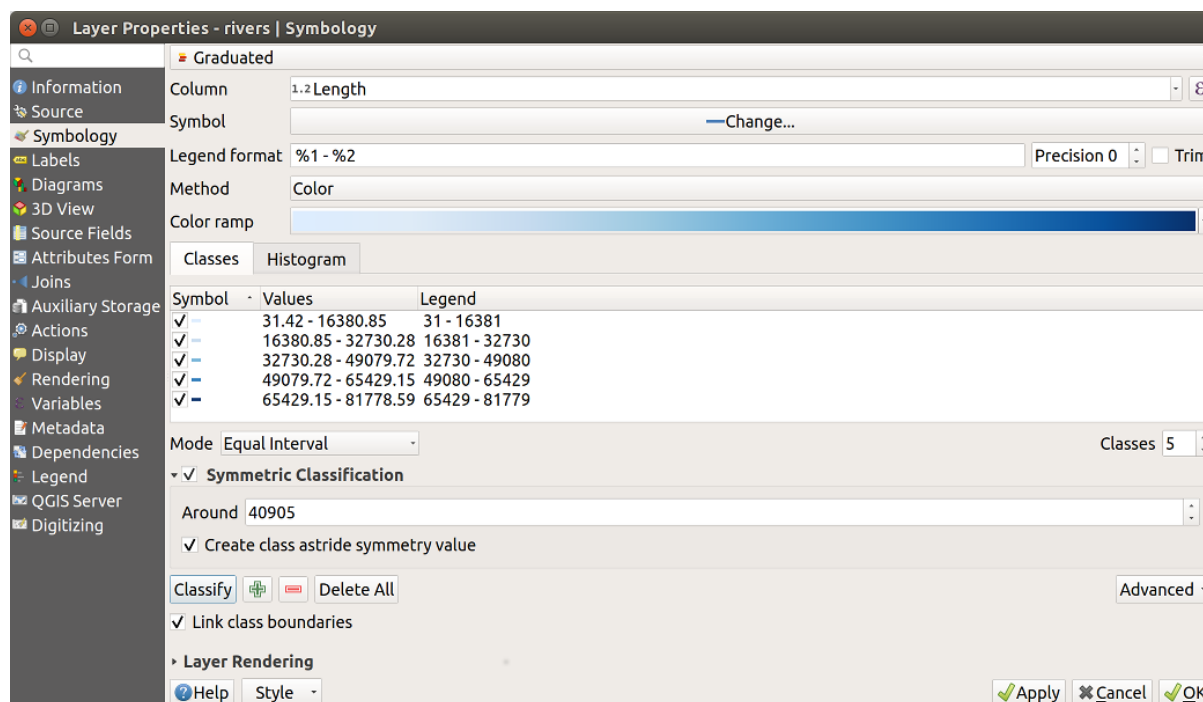 Layer Properties - rivers | Symbology
Information
Source
Symbology
Labels
Diagrams
3D View
Source Fields
Attributes Form
Joins
Auxiliary Storage
Actions
Display
Rendering
Variables
Metadata
Dependencies
Legend
QGIS Server
Digitizing
Graduated
Column 1.2 Length ε
Symbol Change...
Legend format %1 - %2 Precision 0 Trim
Method Color
Color ramp
Classes Histogram
Symbol Values Legend
31.42 - 16380.85 31 - 16381
16380.85 - 32730.28 16381 - 32730
32730.28 - 49079.72 32730 - 49080
49079.72 - 65429.15 49080 - 65429
65429.15 - 81778.59 65429 - 81779
Mode Equal Interval Classes 5
Symmetric Classification
Around 40905
Create class astride symmetry value
Classify Delete All Advanced
Link class boundaries
Layer Rendering
Help Style Apply Cancel OK